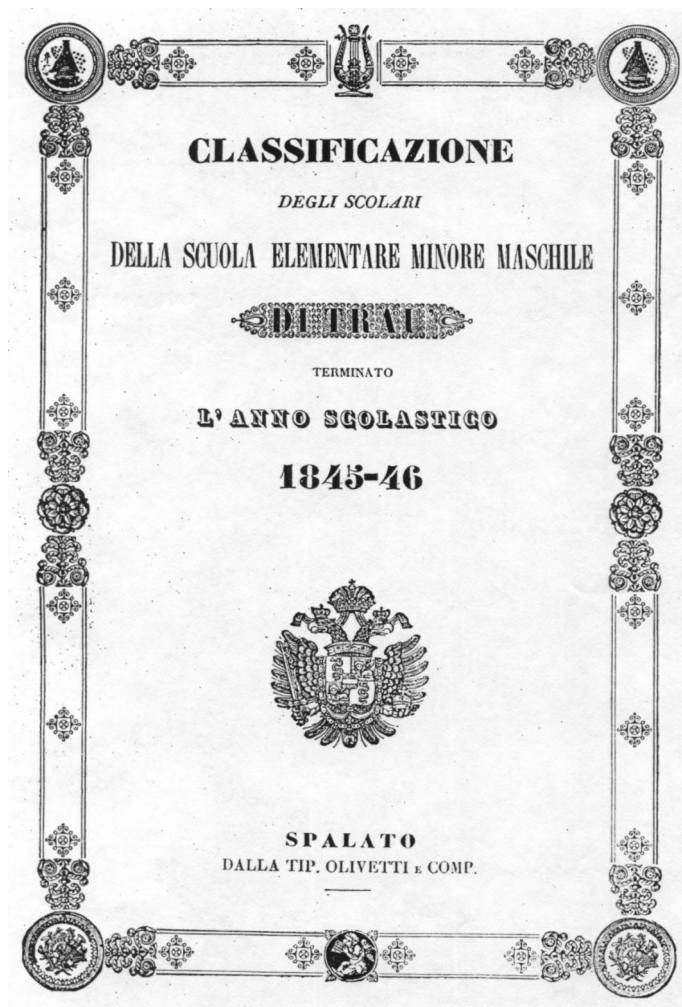 CLASSIFICAZIONE
DEGLI SCOLARI
DELLA SCUOLA ELEMENTARE MINORE MASCHILE
DI TRAU'
TERMINATO
L'ANNO SCOLASTICO
1845-46
SPALATO
DALLA TIP. OLIVETTI E COMP.